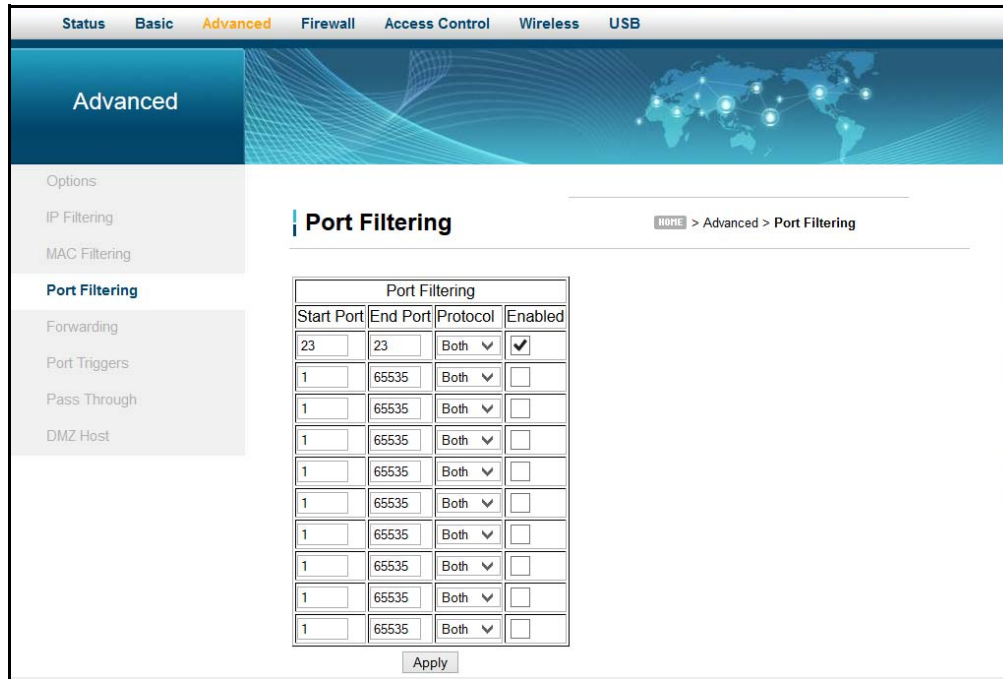 Status Basic Advanced Firewall Access Control Wireless USB
Advanced
Options
IP Filtering
MAC Filtering
Port Filtering
Forwarding
Port Triggers
Pass Through
DMZ Host
Port Filtering
HOME > Advanced > Port Filtering
Port Filtering
Start Port End Port Protocol Enabled
23 23 Both
1 65535 Both
1 65535 Both
1 65535 Both
1 65535 Both
1 65535 Both
1 65535 Both
1 65535 Both
1 65535 Both
1 65535 Both
Apply